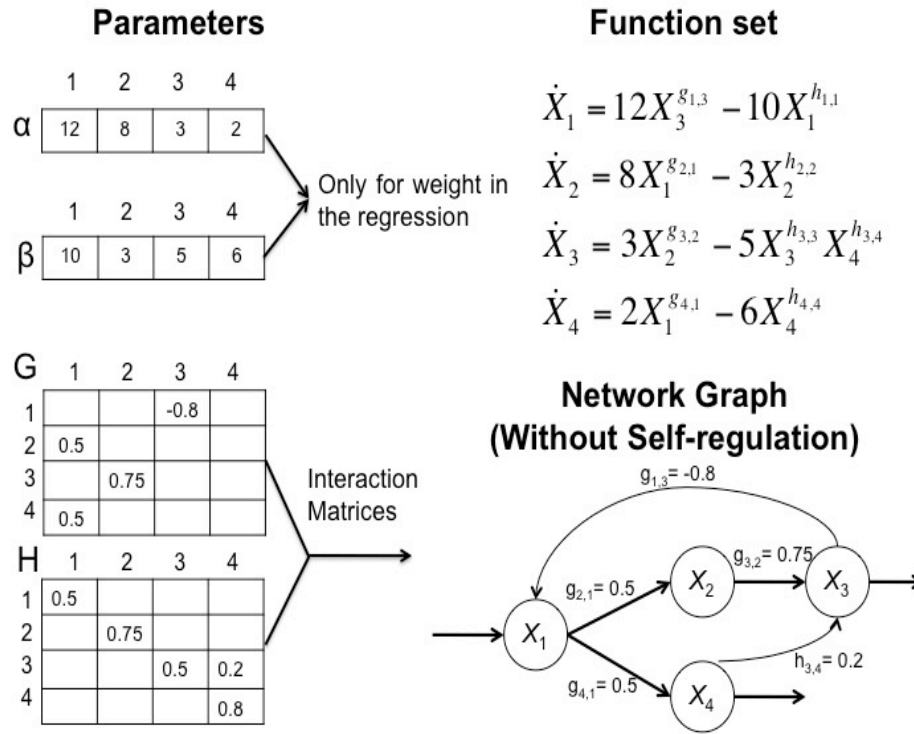 Parameters
1 2 3 4
α 12 8 3 2
1 2 3 4
β 10 3 5 6
Only for weight in
the regression
Function set
Ẋ₁ = 12X₃^{g₁,₃} − 10X₁^{h₁,₁}
Ẋ₂ = 8X₁^{g₂,₁} − 3X₂^{h₂,₂}
Ẋ₃ = 3X₂^{g₃,₂} − 5X₃^{h₃,₃} X₄^{h₃,₄}
Ẋ₄ = 2X₁^{g₄,₁} − 6X₄^{h₄,₄}
G 1 2 3 4
1 -0.8
2 0.5
3 0.75
4 0.5
H 1 2 3 4
1 0.5
2 0.75
3 0.5 0.2
4 0.8
Interaction
Matrices
Network Graph
(Without Self-regulation)
g₁,₃= -0.8
g₃,₂= 0.75
g₂,₁= 0.5
X₂
X₃
X₁
g₄,₁= 0.5
h₃,₄= 0.2
X₄